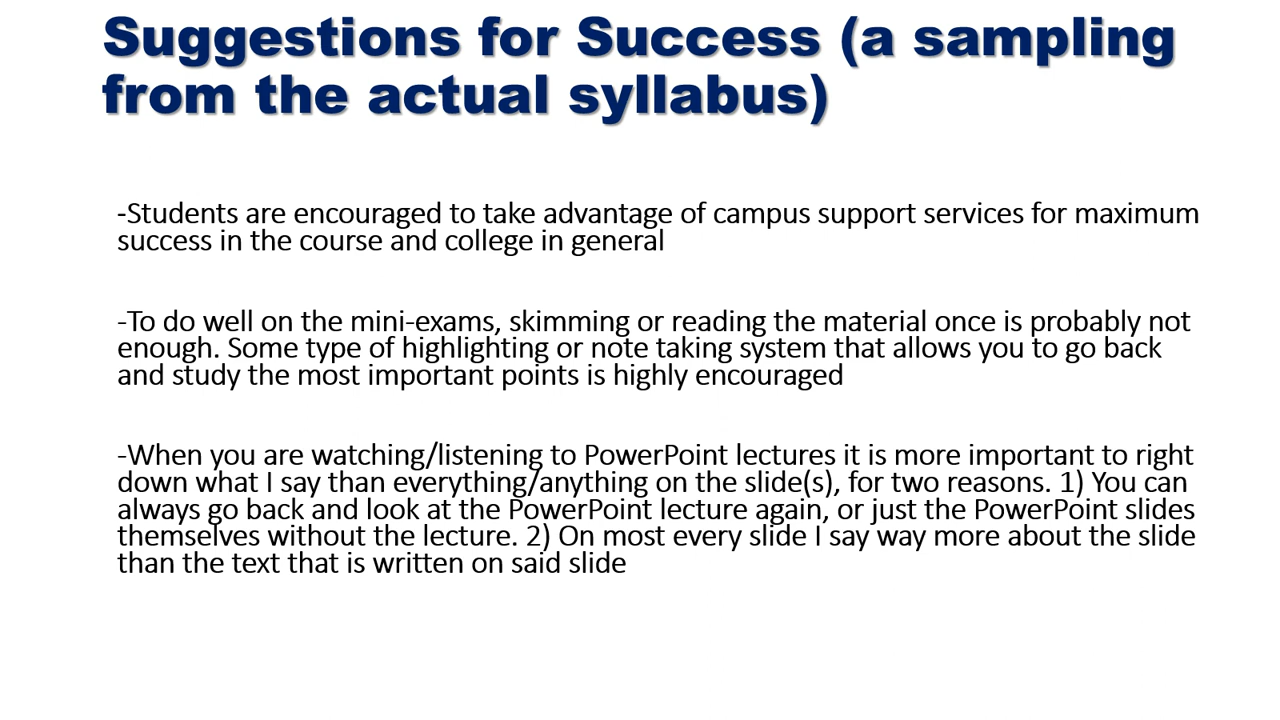 Suggestions for Success (a sampling
from the actual syllabus)
-Students are encouraged to take advantage of campus support services for maximum
success in the course and college in general
-To do well on the mini-exams, skimming or reading the material once is probably not
enough. Some type of highlighting or note taking system that allows you to go back
and study the most important points is highly encouraged
-When you are watching/listening to PowerPoint lectures it is more important to right
down what I say than everything/anything on the slide(s), for two reasons. 1) You can
always go back and look at the PowerPoint lecture again, or just the PowerPoint slides
themselves without the lecture. 2) On most every slide I say way more about the slide
than the text that is written on said slide